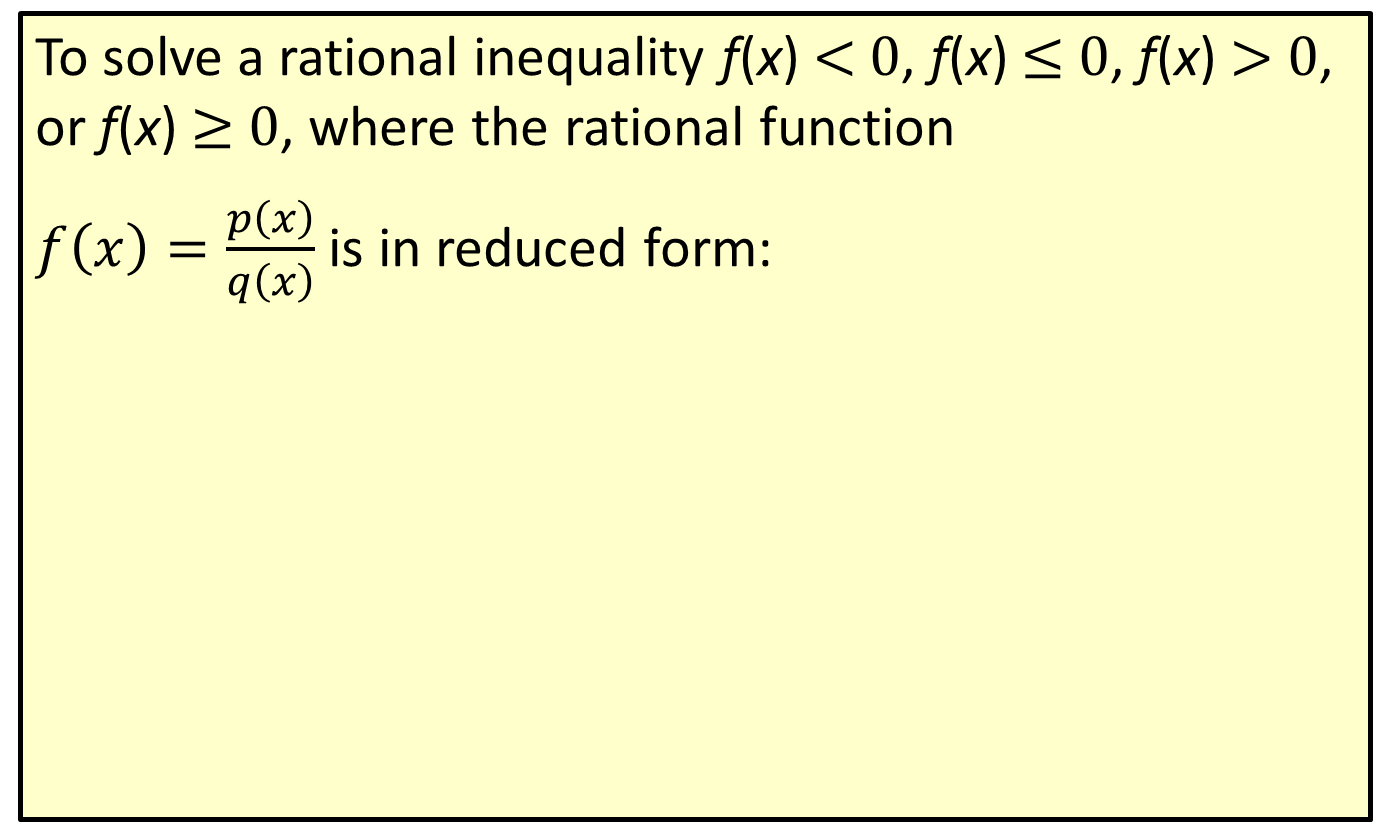 To solve a rational inequality f(x) < 0, f(x) ≤ 0, f(x) > 0,
or f(x) ≥ 0, where the rational function
f(x) = p(x)/q(x) is in reduced form: